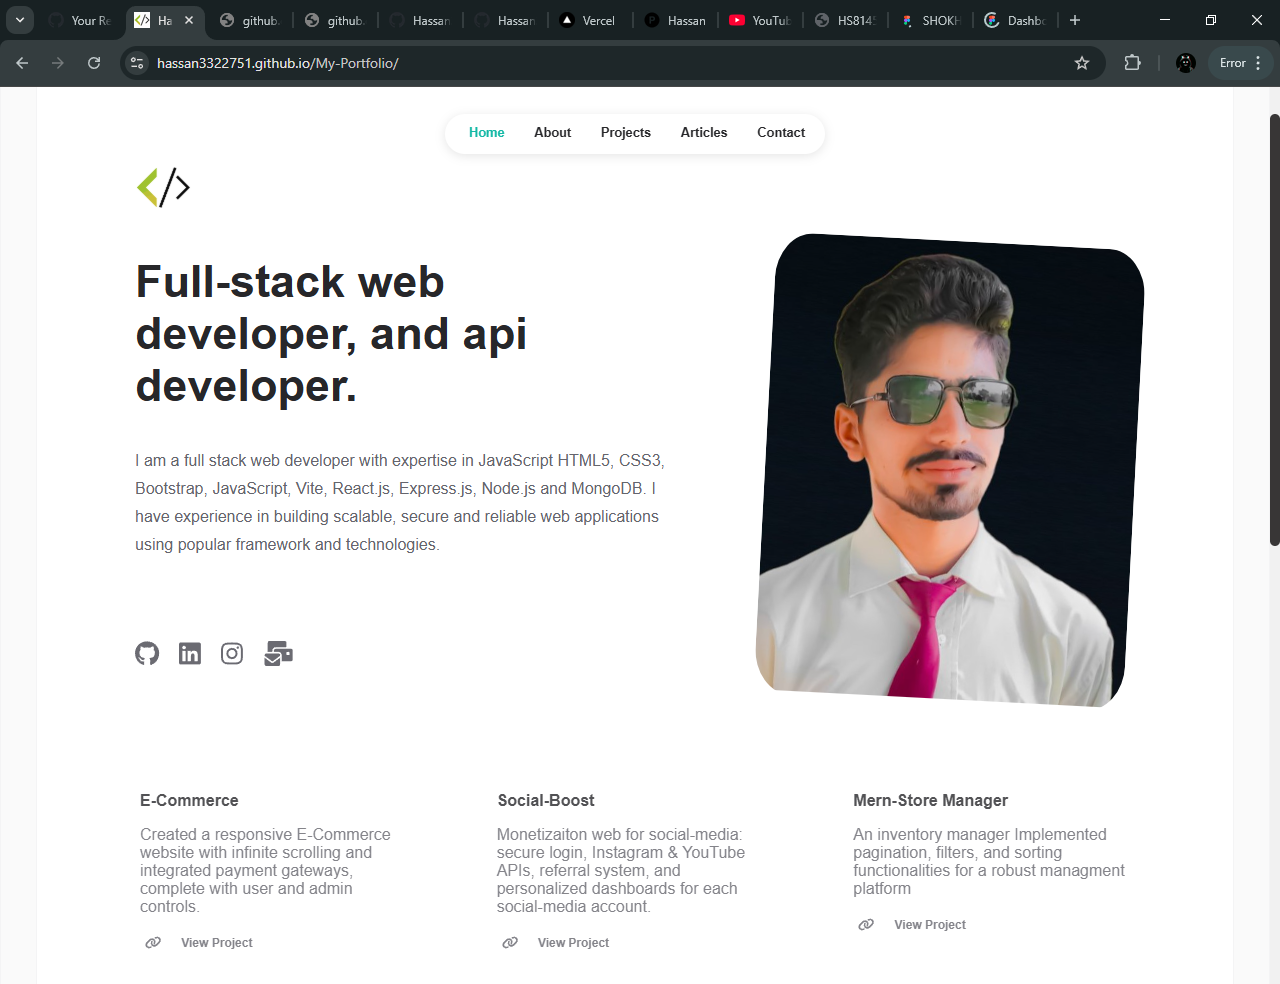 Your Re
Ha
github.
github.
Hassan
Hassan
Vercel
Hassan
YouTub
HS8145
SHOKH
Dashbo
hassan3322751.github.io/My-Portfolio/
Error
Home About Projects Articles Contact
</>
Full-stack web
developer, and api
developer.
I am a full stack web developer with expertise in JavaScript HTML5, CSS3,
Bootstrap, JavaScript, Vite, React.js, Express.js, Node.js and MongoDB. I
have experience in building scalable, secure and reliable web applications
using popular framework and technologies.
E-Commerce
Created a responsive E-Commerce
website with infinite scrolling and
integrated payment gateways,
complete with user and admin
controls.
View Project
Social-Boost
Monetizaiton web for social-media:
secure login, Instagram & YouTube
APIs, referral system, and
personalized dashboards for each
social-media account.
View Project
Mern-Store Manager
An inventory manager Implemented
pagination, filters, and sorting
functionalities for a robust managment
platform
View Project